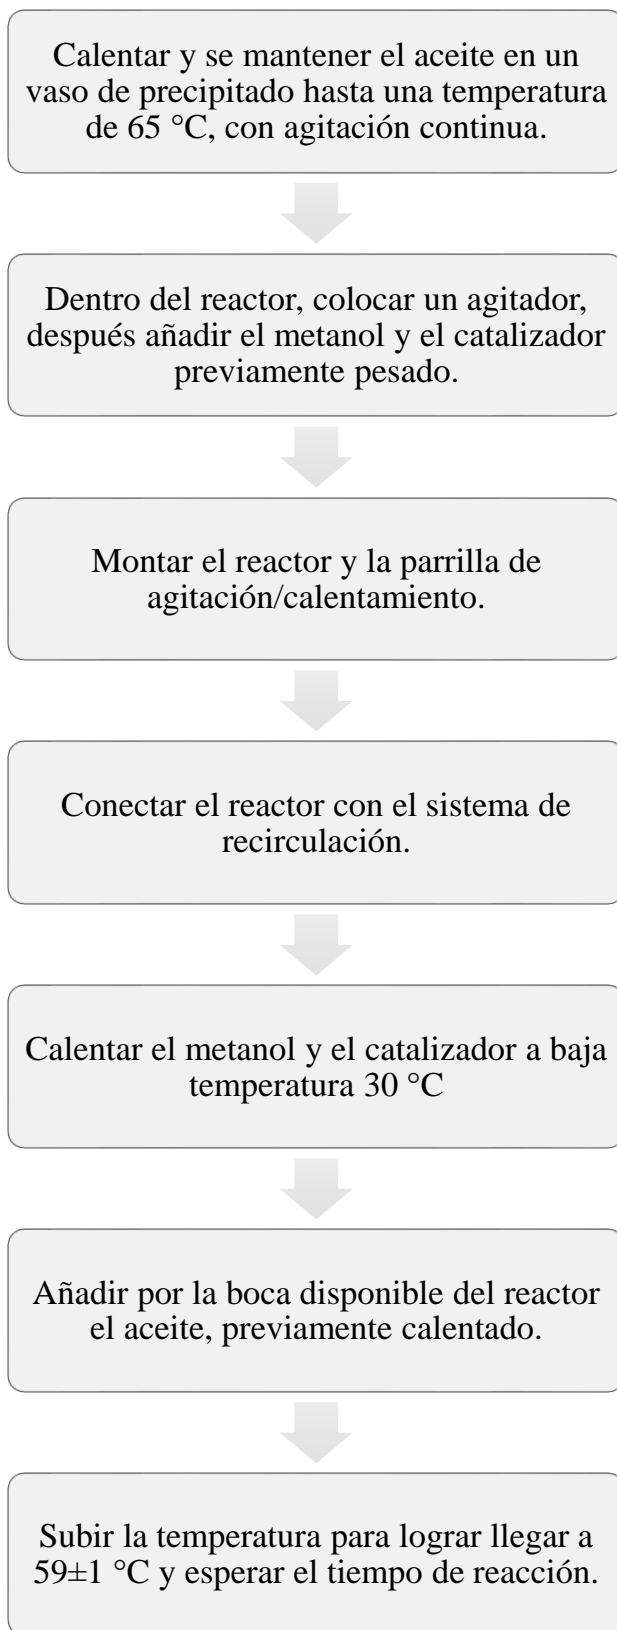 Calentar y se mantener el aceite en un
vaso de precipitado hasta una temperatura
de 65 °C, con agitación continua.
Dentro del reactor, colocar un agitador,
después añadir el metanol y el catalizador
previamente pesado.
Montar el reactor y la parrilla de
agitación/calentamiento.
Conectar el reactor con el sistema de
recirculación.
Calentar el metanol y el catalizador a baja
temperatura 30 °C
Añadir por la boca disponible del reactor
el aceite, previamente calentado.
Subir la temperatura para lograr llegar a
59±1 °C y esperar el tiempo de reacción.